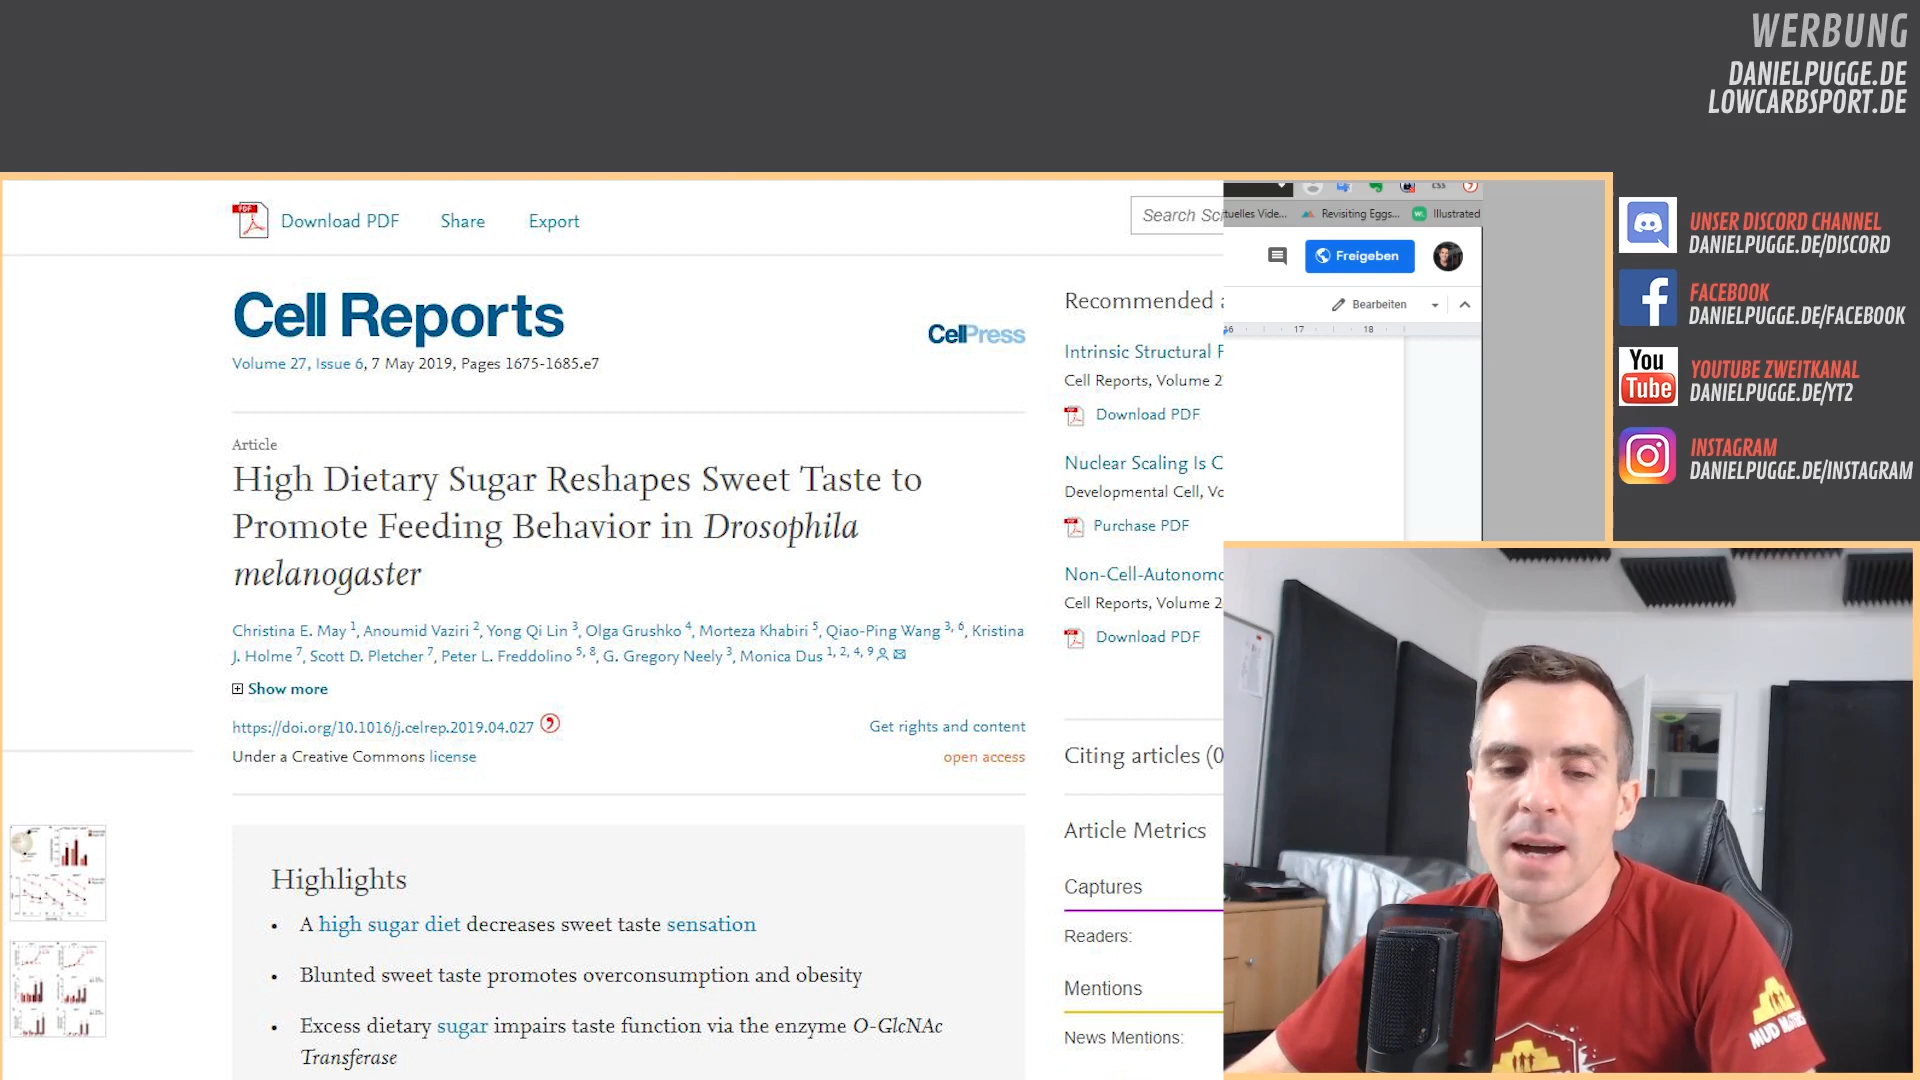 WERBUNG
DANIELPUGGE.DE
LOWCARBSPORT.DE
Download PDF
Share
Export
Search
tuelles Vide...
Revisiting Eggs...
Illustrated
Freigeben
Bearbeiten
17
18
UNSER DISCORD CHANNEL
DANIELPUGGE.DE/DISCORD
FACEBOOK
DANIELPUGGE.DE/FACEBOOK
You
Tube
YOUTUBE ZWEITKANAL
DANIELPUGGE.DE/YT2
INSTAGRAM
DANIELPUGGE.DE/INSTAGRAM
Cell Reports
CellPress
Volume 27, Issue 6, 7 May 2019, Pages 1675-1685.e7
Article
High Dietary Sugar Reshapes Sweet Taste to
Promote Feeding Behavior in Drosophila
melanogaster
Christina E. May 1, Anoumid Vaziri 2, Yong Qi Lin 3, Olga Grushko 4, Morteza Khabiri 5, Qiao-Ping Wang 3, 6, Kristina
J. Holme 7, Scott D. Pletcher 7, Peter L. Freddolino 5, 8, G. Gregory Neely 3, Monica Dus 1, 2, 4, 9
Show more
https://doi.org/10.1016/j.celrep.2019.04.027
Get rights and content
Under a Creative Commons license
open access
Highlights
• A high sugar diet decreases sweet taste sensation
• Blunted sweet taste promotes overconsumption and obesity
• Excess dietary sugar impairs taste function via the enzyme O-GlcNAc
Transferase
Recommended
Intrinsic Structural
Cell Reports, Volume 2
Download PDF
Nuclear Scaling Is C
Developmental Cell, Vo
Purchase PDF
Non-Cell-Autonomo
Cell Reports, Volume 2
Download PDF
Citing articles (0
Article Metrics
Captures
Readers:
Mentions
News Mentions: